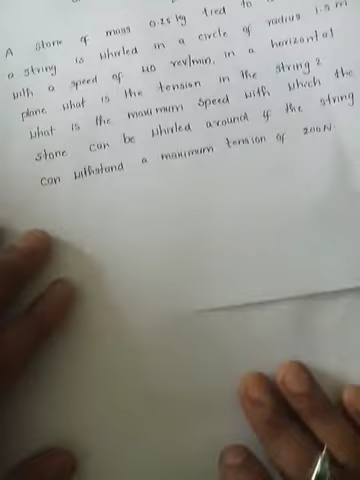 A stone of mass 0.25 kg tied to
a string is whirled in a circle of radius 1.5 m
with a speed of 40 rev/min. in a horizontal
plane what is the tension in the string?
what is the maximum speed with which the
stone can be whirled around if the string
can withstand a maximum tension of 200N.